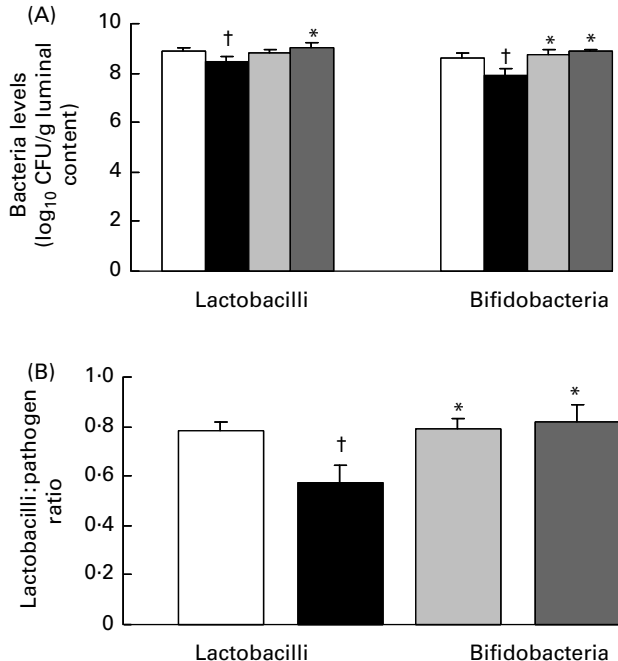 (A)
Bacteria levels
(log10 CFU/g luminal
content)
10
8
6
4
2
0
†
*
†
*
*
Lactobacilli
Bifidobacteria
(B)
Lactobacilli:pathogen
ratio
1·0
0·8
0·6
0·4
0·2
0
†
*
*
Lactobacilli
Bifidobacteria